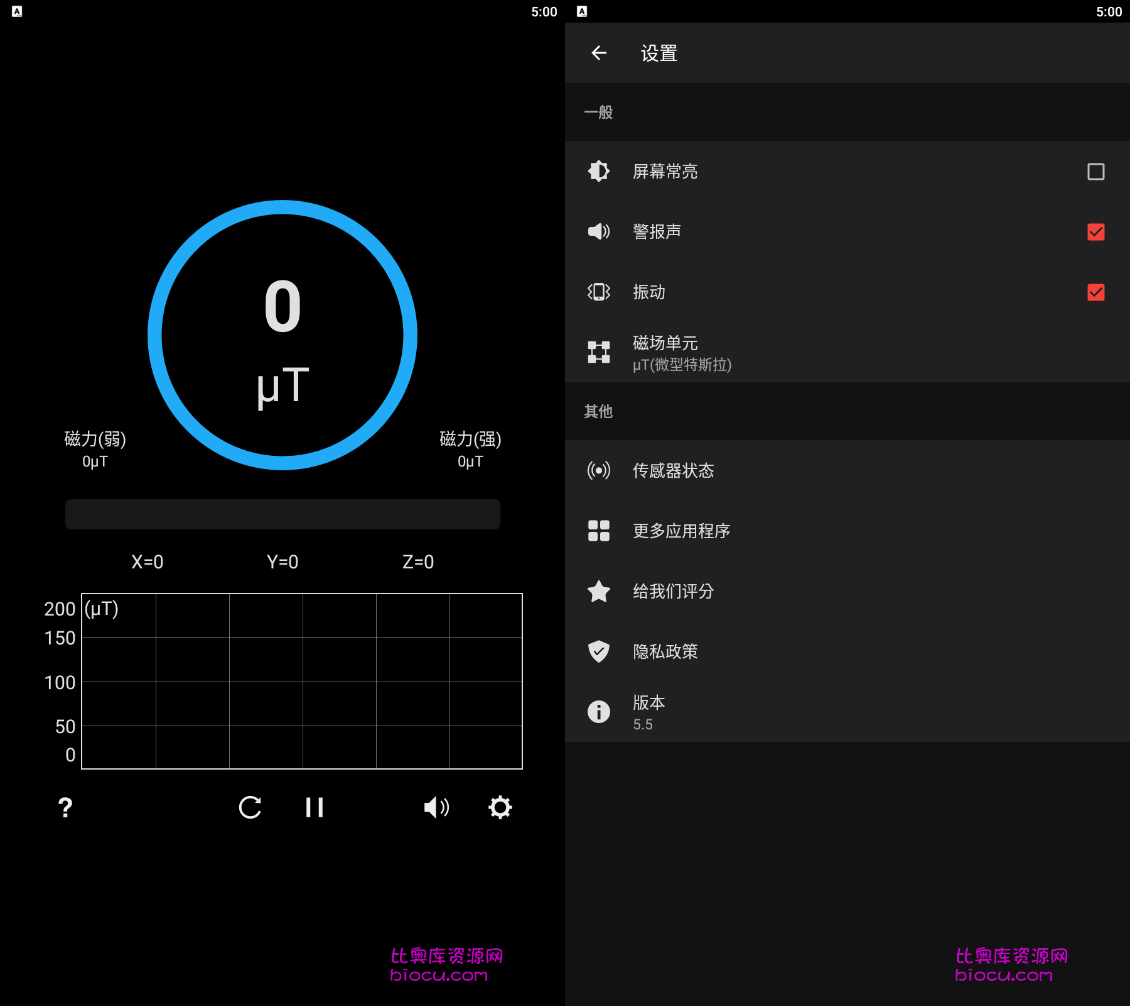 A
5:00
0
µT
磁力(弱)
0µT
磁力(强)
0µT
X=0
Y=0
Z=0
200
(µT)
150
100
50
0
?
比奥库资源网
biocu.com
A
5:00
设置
一般
屏幕常亮
警报声
振动
磁场单元
µT(微型特斯拉)
其他
传感器状态
更多应用程序
给我们评分
隐私政策
版本
5.5
比奥库资源网
biocu.com